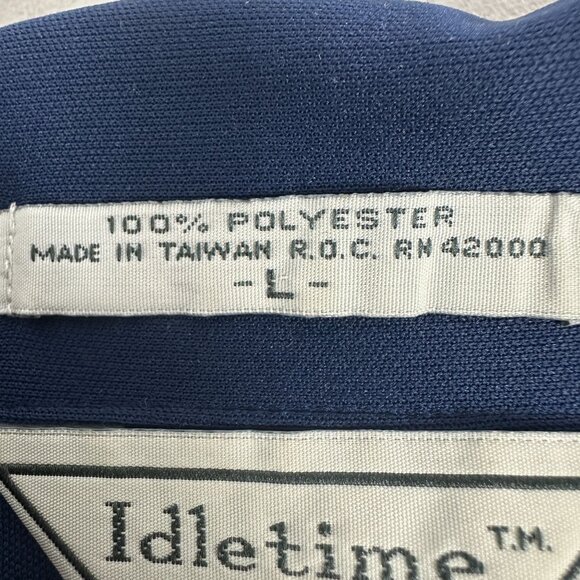 100% POLYESTER
MADE IN TAIWAN R.O.C. RN 42000
- L -
Idletime T.M.